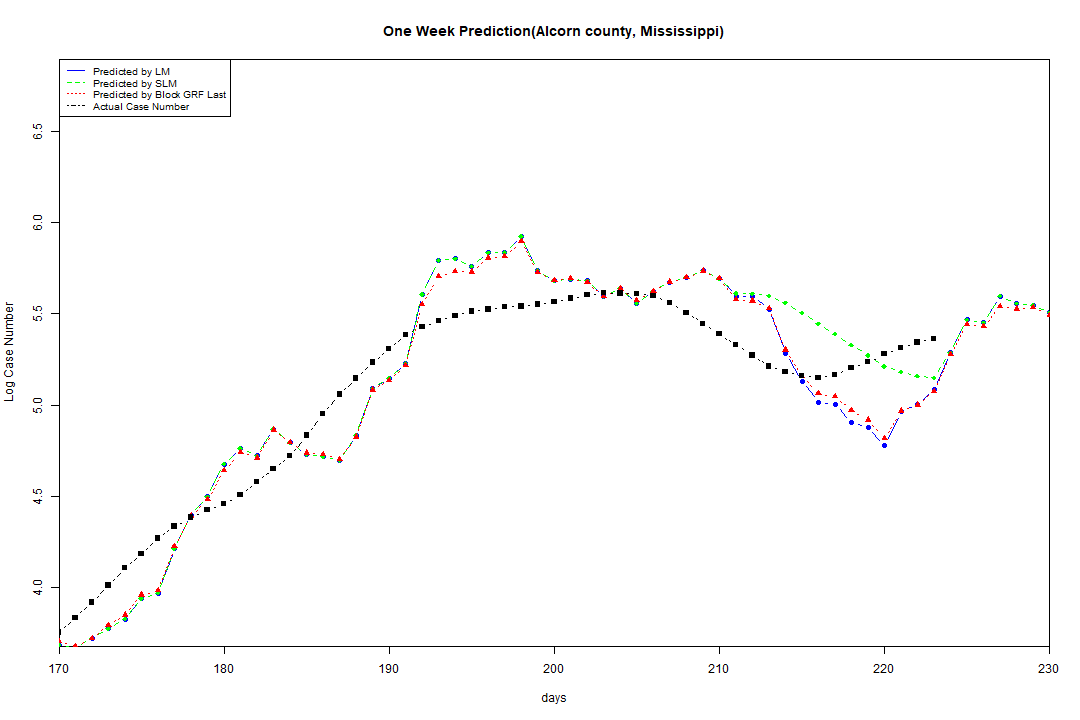 One Week Prediction(Alcorn county, Mississippi)
Predicted by LM
Predicted by SLM
Predicted by Block GRF Last
Actual Case Number
Log Case Number
6.5
6.0
5.5
5.0
4.5
4.0
170 180 190 200 210 220 230
days